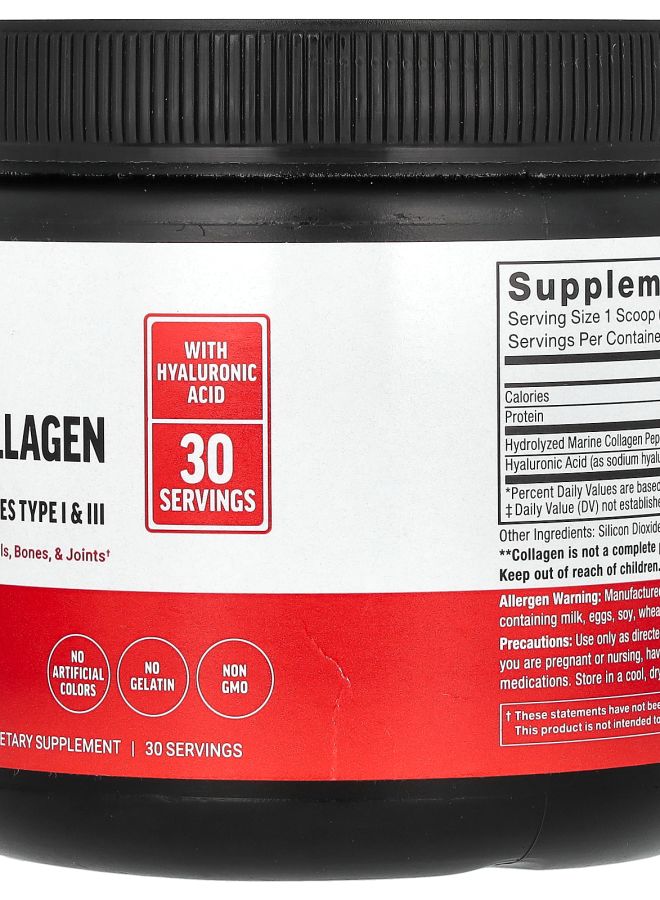 LLAGEN
ES TYPE I & III
ls, Bones, & Joints†
WITH
HYALURONIC
ACID
30
SERVINGS
NO
ARTIFICIAL
COLORS
NO
GELATIN
NON
GMO
ETARY SUPPLEMENT | 30 SERVINGS
Supplem
Serving Size 1 Scoop (
Servings Per Containe
Calories
Protein
Hydrolyzed Marine Collagen Pep
Hyaluronic Acid (as sodium hyalu
*Percent Daily Values are based
‡ Daily Value (DV) not establishe
Other Ingredients: Silicon Dioxide
**Collagen is not a complete p
Keep out of reach of children.
Allergen Warning: Manufactured
containing milk, eggs, soy, whea
Precautions: Use only as directe
you are pregnant or nursing, hav
medications. Store in a cool, dry
† These statements have not bee
This product is not intended to